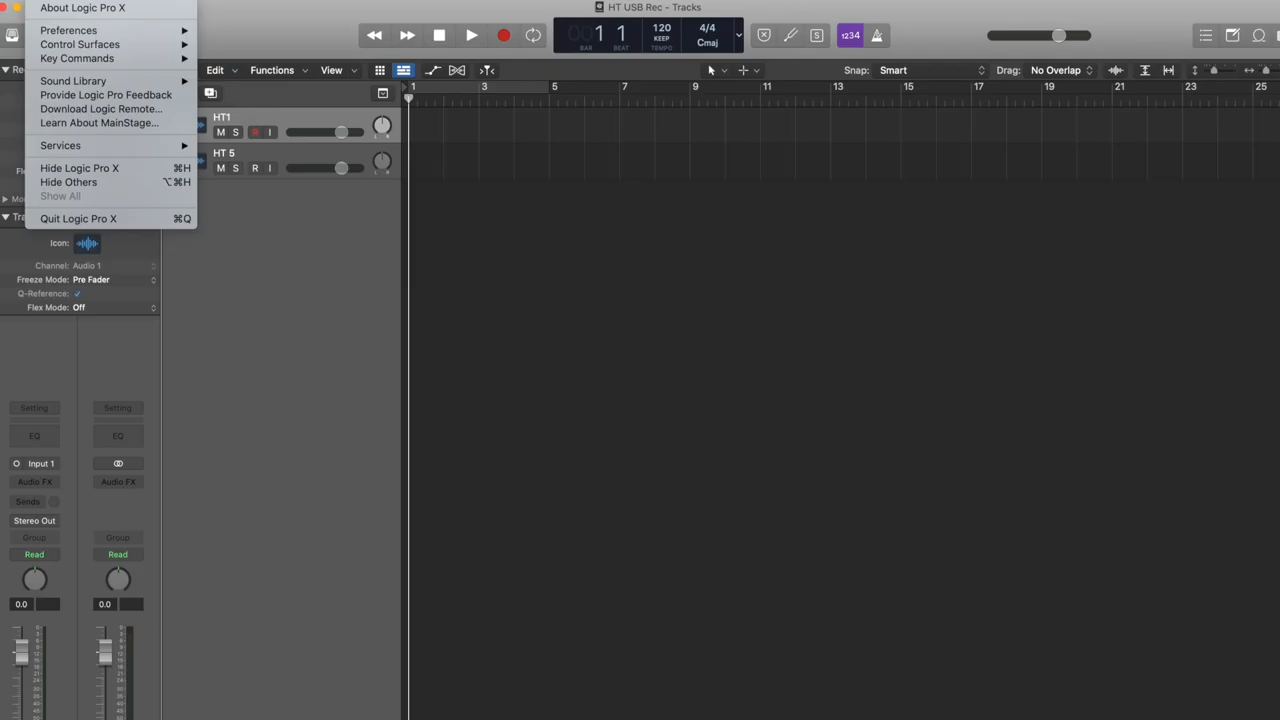 About Logic Pro X
HT USB Rec - Tracks
Preferences
Control Surfaces
Key Commands
Sound Library
Provide Logic Pro Feedback
Download Logic Remote...
Learn About MainStage...
Services
Hide Logic Pro X ⌘H
Hide Others ⌥⌘H
Show All
Quit Logic Pro X ⌘Q
001 1
BAR BEAT
120
KEEP
TEMPO
4/4
Cmaj
S
1234
Edit Functions View
Snap: Smart Drag: No Overlap
1 3 5 7 9 11 13 15 17 19 21 23 25
HT1
M S R I
L R
HT 5
M S R I
L R
Icon:
Channel: Audio 1
Freeze Mode: Pre Fader
Q-Reference:
Flex Mode: Off
Setting Setting
EQ EQ
Input 1
Audio FX Audio FX
Sends
Stereo Out
Group Group
Read Read
0.0 0.0